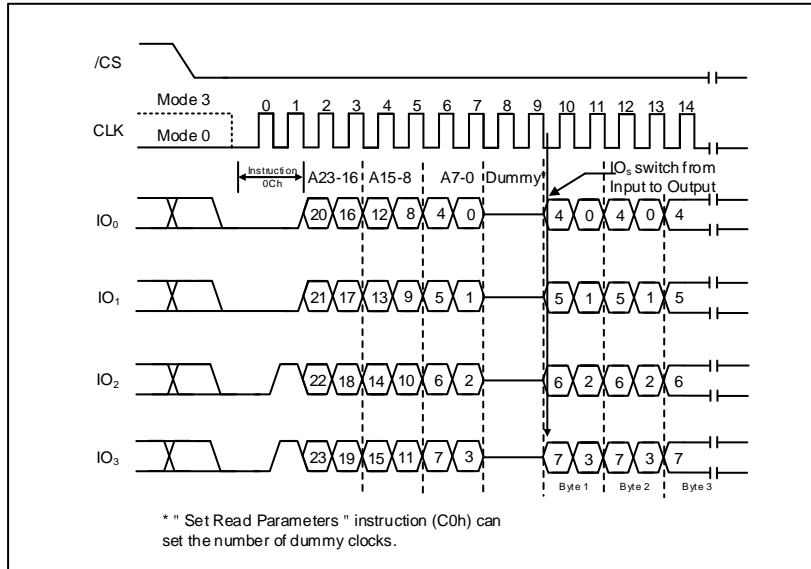 /CS
Mode 3
0 1 2 3 4 5 6 7 8 9 10 11 12 13 14
CLK
Mode 0
Instruction
0Ch
A23-16 A15-8 A7-0 Dummy*
IOs switch from
Input to Output
IO0
20 16 12 8 4 0 4 0 4 0 4
IO1
21 17 13 9 5 1 5 1 5 1 5
IO2
22 18 14 10 6 2 6 2 6 2 6
IO3
23 19 15 11 7 3 7 3 7 3 7
Byte 1 Byte 2 Byte 3
* " Set Read Parameters " instruction (C0h) can
set the number of dummy clocks.